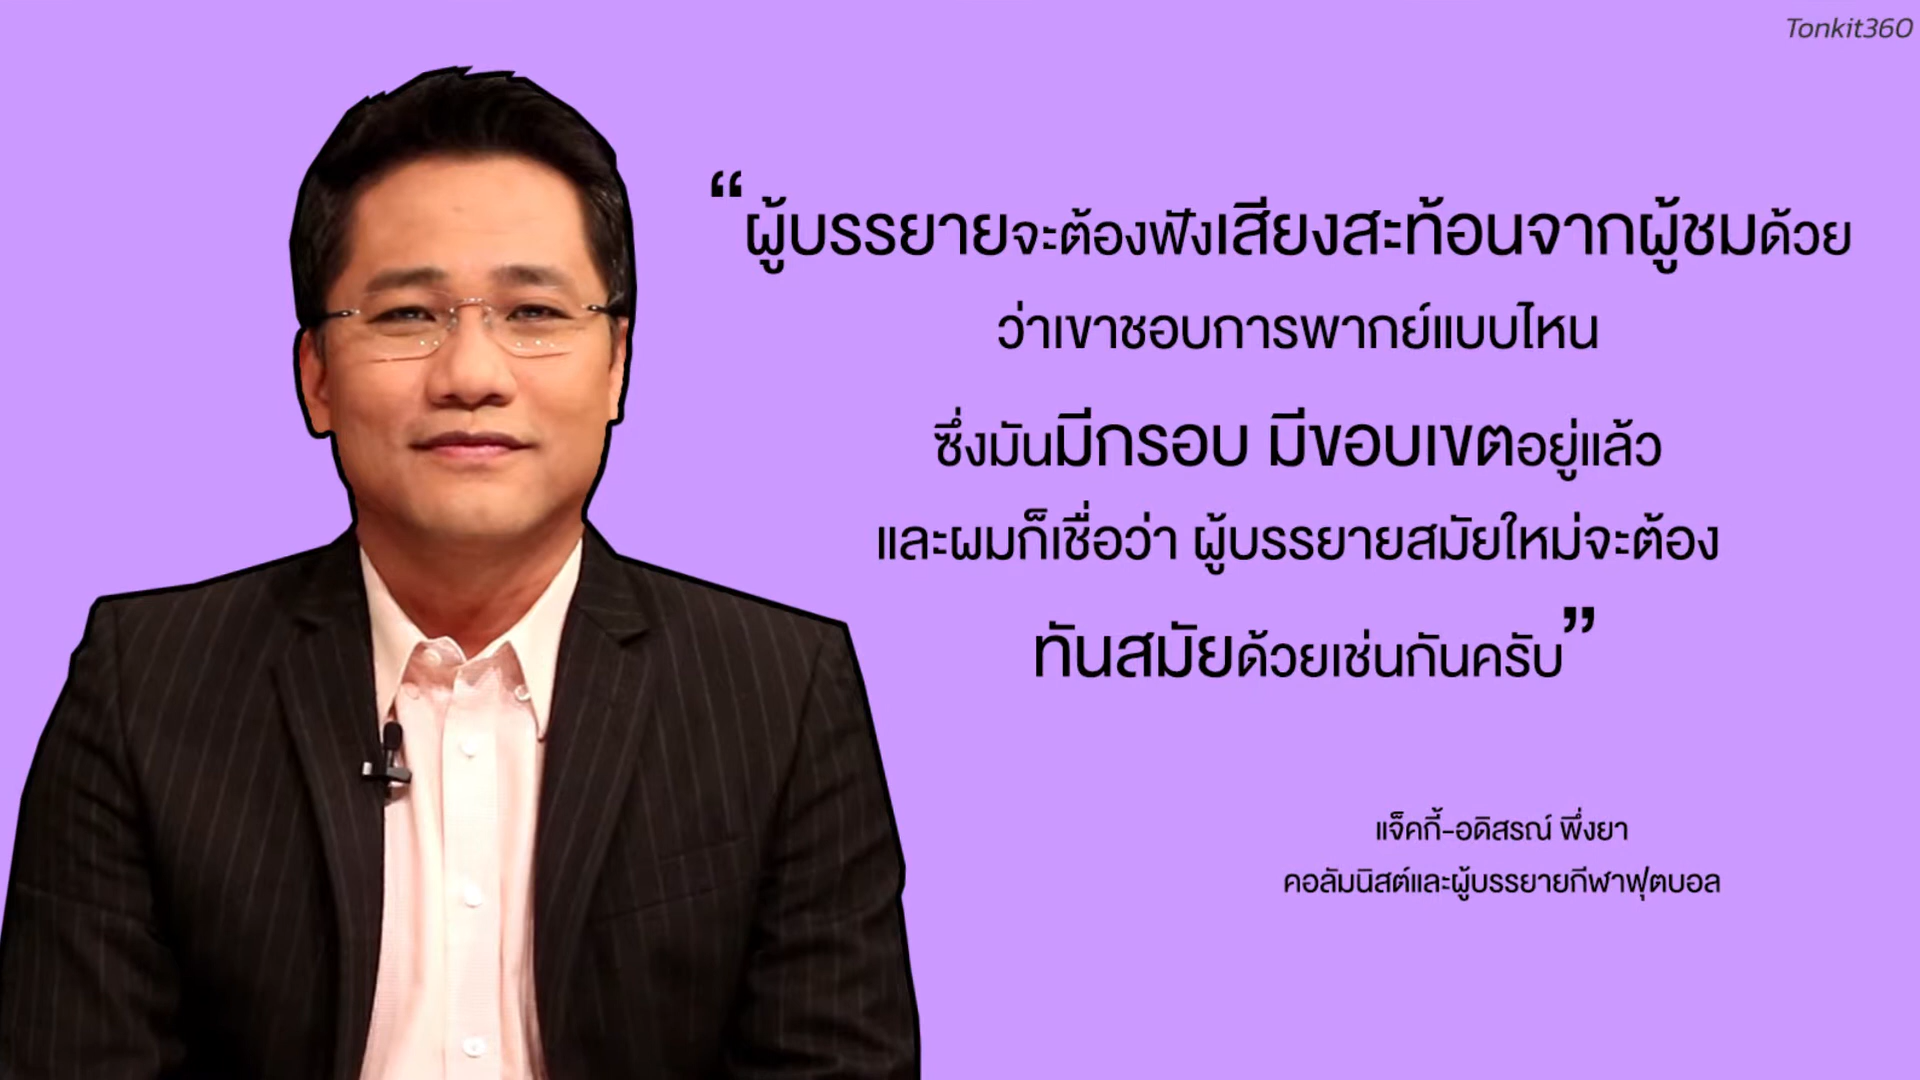 Tonkit360
“ผู้บรรยายจะต้องฟังเสียงสะท้อนจากผู้ชมด้วย
ว่าเขาชอบการพากย์แบบไหน
ซึ่งมันมีกรอบ มีขอบเขตอยู่แล้ว
และผมก็เชื่อว่า ผู้บรรยายสมัยใหม่จะต้อง
ทันสมัยด้วยเช่นกันครับ”
แจ็คกี้-อดิสรณ์ พึ่งยา
คอลัมนิสต์และผู้บรรยายกีฬาฟุตบอล